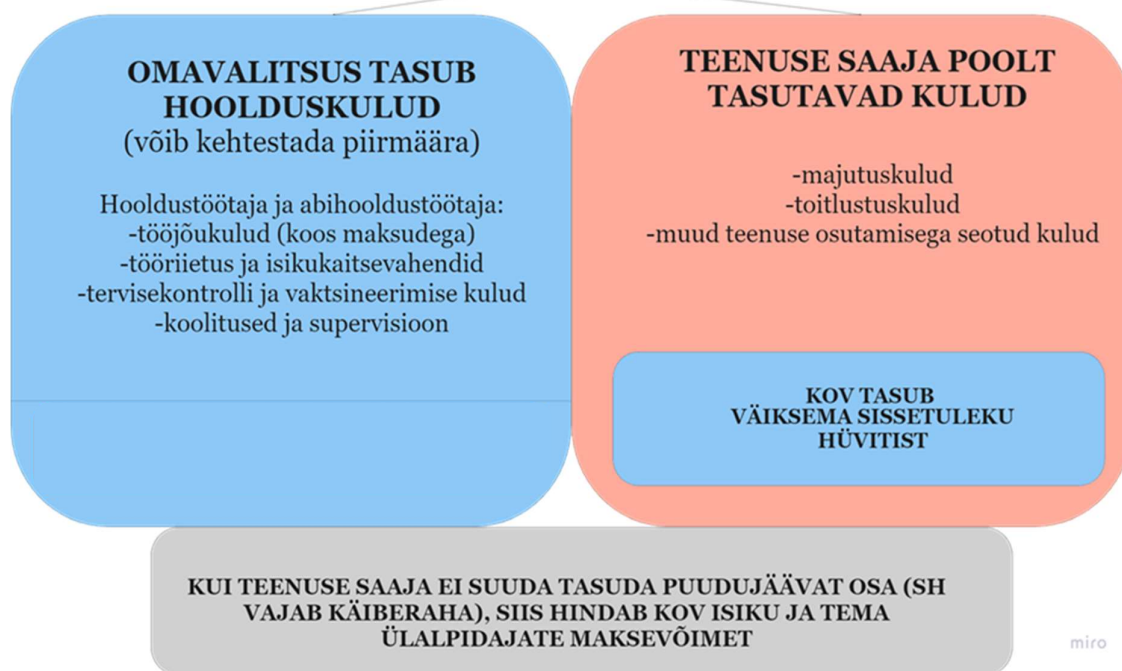 OMAVALITSUS TASUB
HOOLDUSKULUD
(võib kehtestada piirmäära)
Hooldustöötaja ja abihooldustöötaja:
-tööjõukulud (koos maksudega)
-tööriietus ja isikukaitsevahendid
-tervisekontrolli ja vaktsineerimise kulud
-koolitused ja supervisioon
TEENUSE SAAJA POOLT
TASUTAVAD KULUD
-majutuskulud
-toitlustuskulud
-muud teenuse osutamisega seotud kulud
KOV TASUB
VÄIKSEMA SISSETULEKU
HÜVITIST
KUI TEENUSE SAAJA EI SUUDA TASUDA PUUDUJÄÄVAT OSA (SH
VAJAB KÄIBERAHA), SIIS HINDAB KOV ISIKU JA TEMA
ÜLALPIDAJATE MAKSEVÕIMET
miro